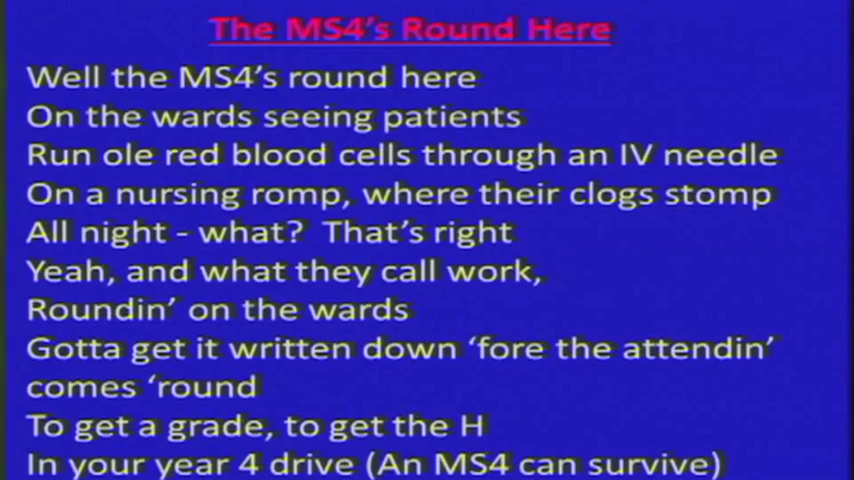 The MS4's Round Here
Well the MS4's round here
On the wards seeing patients
Run ole red blood cells through an IV needle
On a nursing romp, where their clogs stomp
All night - what?  That's right
Yeah, and what they call work,
Roundin' on the wards
Gotta get it written down 'fore the attendin'
comes 'round
To get a grade, to get the H
In your year 4 drive (An MS4 can survive)